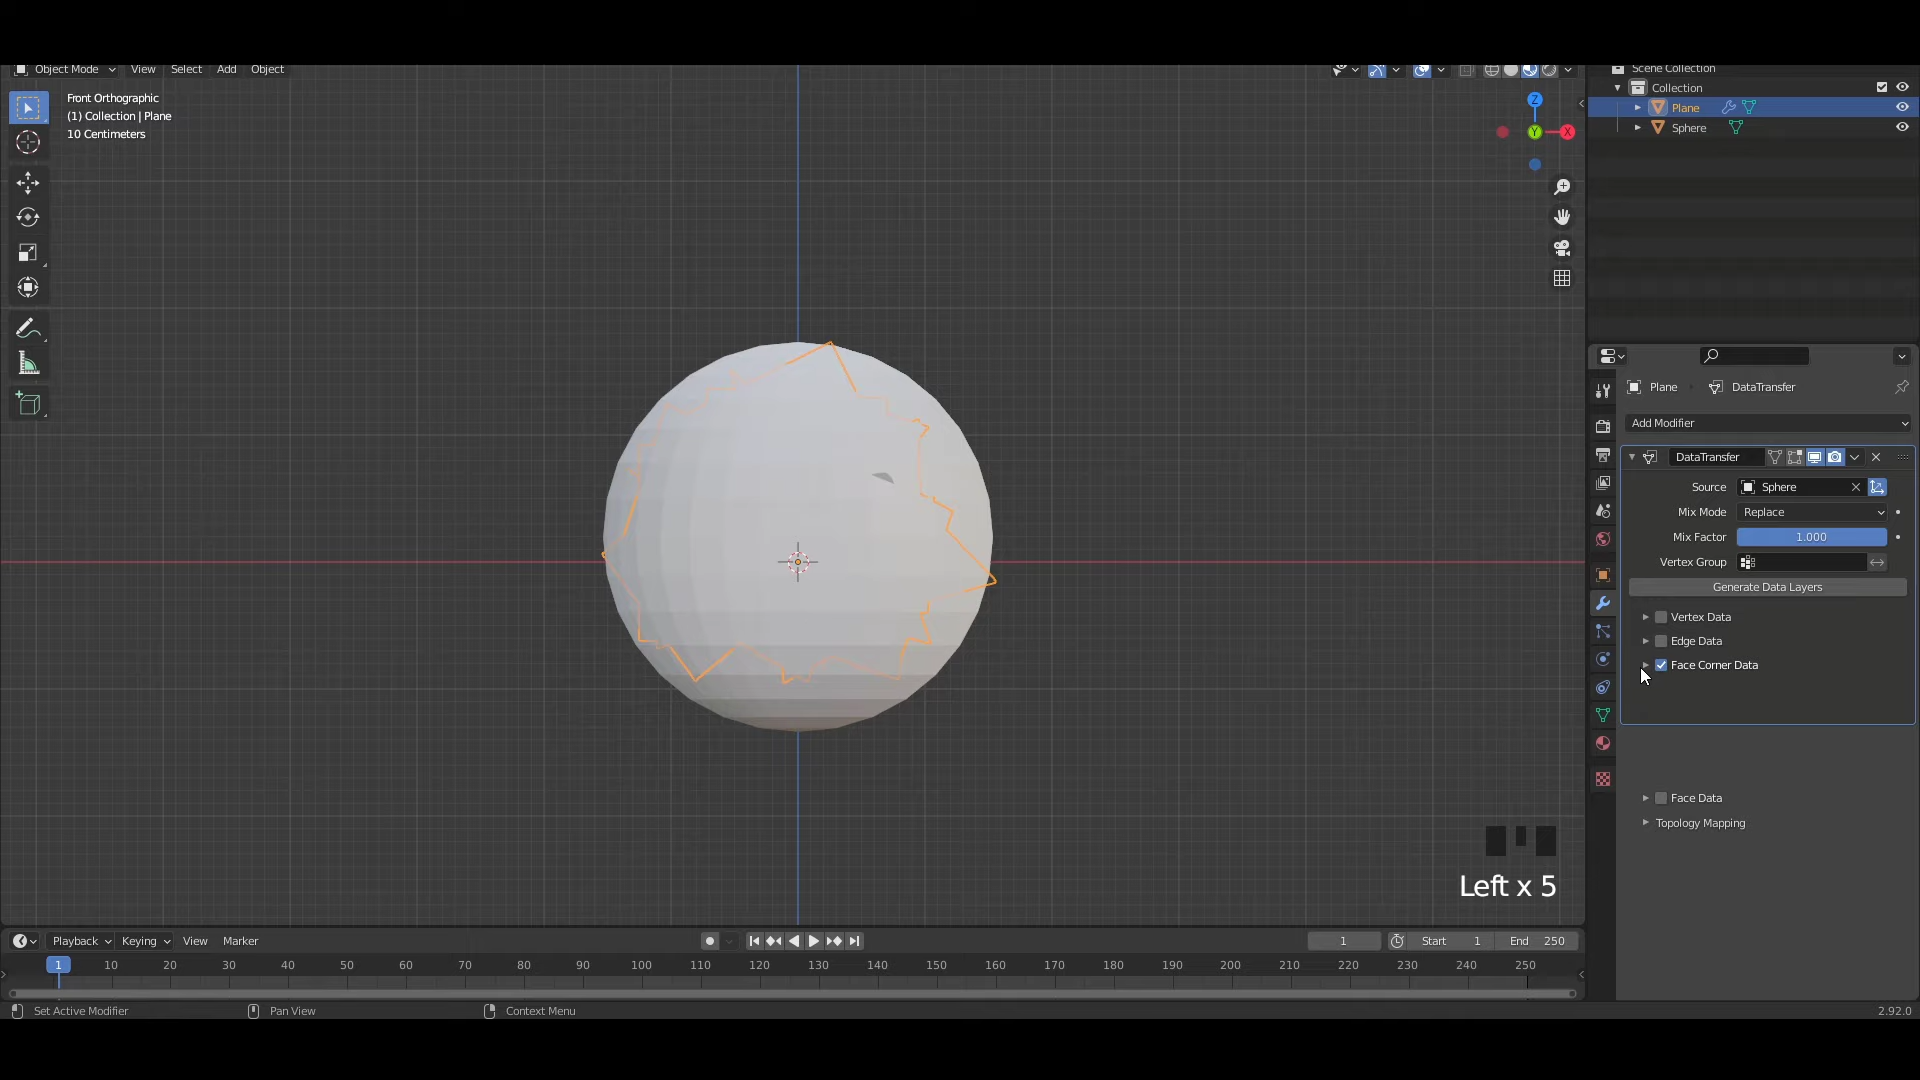 Object Mode View Select Add Object
Front Orthographic
(1) Collection | Plane
10 Centimeters
Z
Y
X
Scene Collection
Collection
Plane
Sphere
Plane DataTransfer
Add Modifier
DataTransfer
Source Sphere
Mix Mode Replace
Mix Factor 1.000
Vertex Group
Generate Data Layers
Vertex Data
Edge Data
Face Corner Data
Face Data
Topology Mapping
Left x 5
Playback Keying View Marker
1 Start 1 End 250
1 10 20 30 40 50 60 70 80 90 100 110 120 130 140 150 160 170 180 190 200 210 220 230 240 250
Set Active Modifier Pan View Context Menu 2.92.0